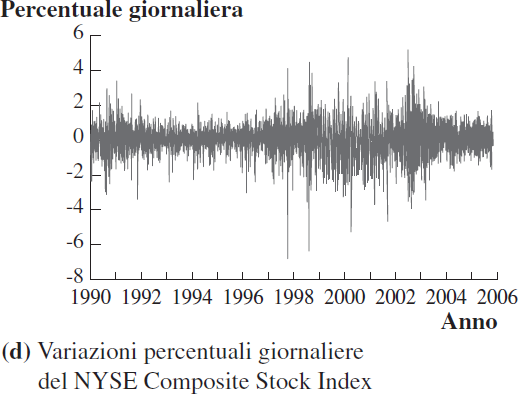 Percentuale giornaliera
6
4
2
0
-2
-4
-6
-8
1990 1992 1994 1996 1998 2000 2002 2004 2006
Anno
(d) Variazioni percentuali giornaliere
del NYSE Composite Stock Index